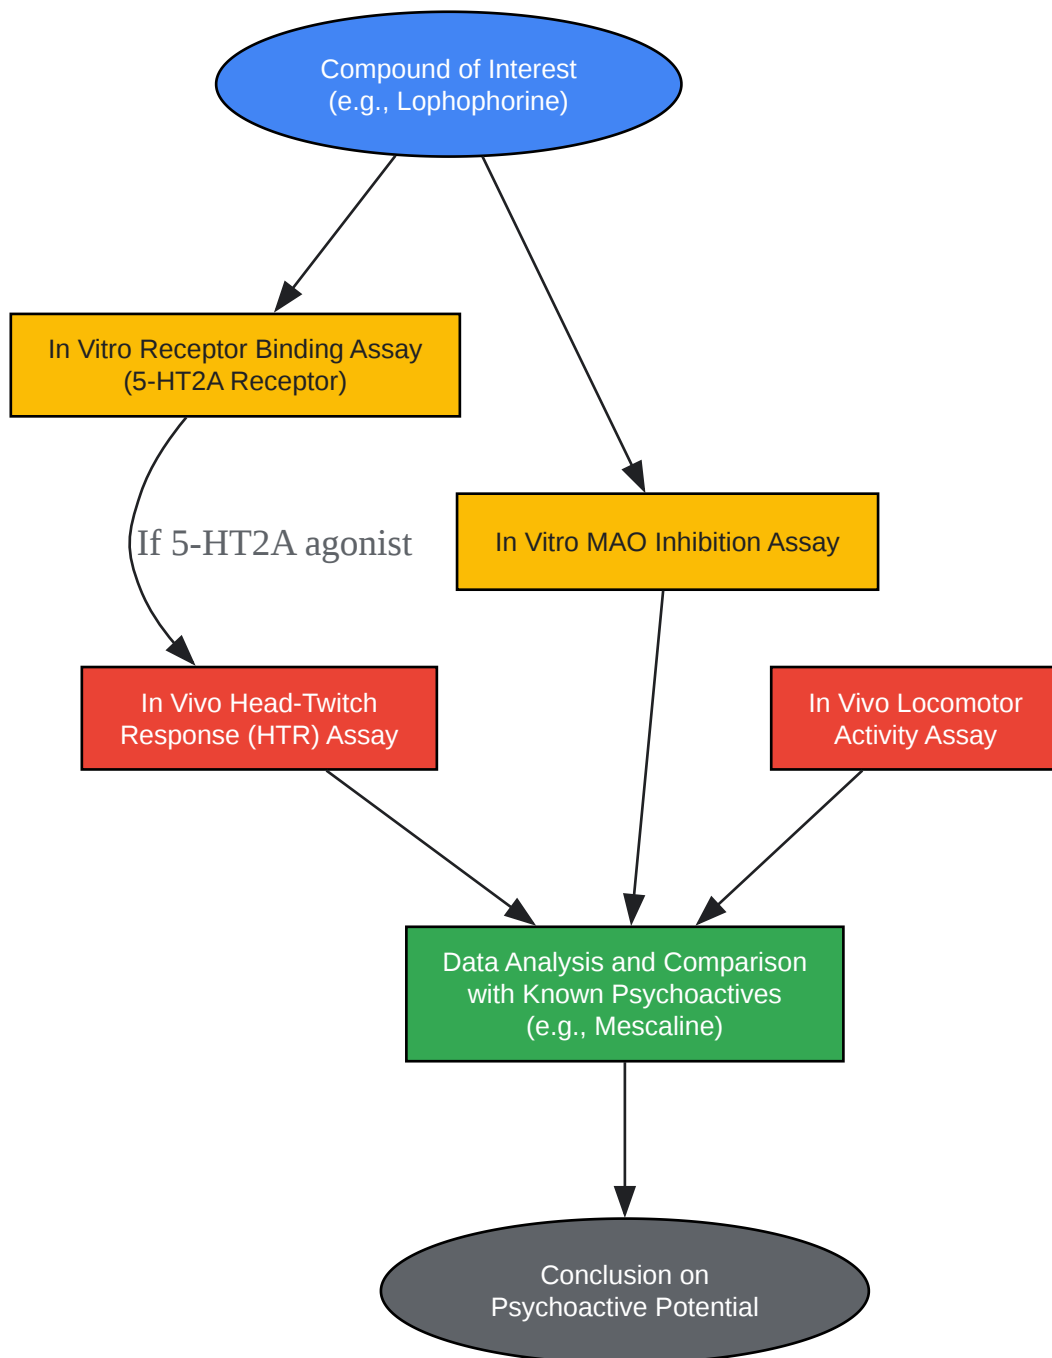 Compound of Interest
(e.g., Lophophorine)
In Vitro Receptor Binding Assay
(5-HT2A Receptor)
If 5-HT2A agonist
In Vitro MAO Inhibition Assay
In Vivo Head-Twitch
Response (HTR) Assay
In Vivo Locomotor
Activity Assay
Data Analysis and Comparison
with Known Psychoactives
(e.g., Mescaline)
Conclusion on
Psychoactive Potential